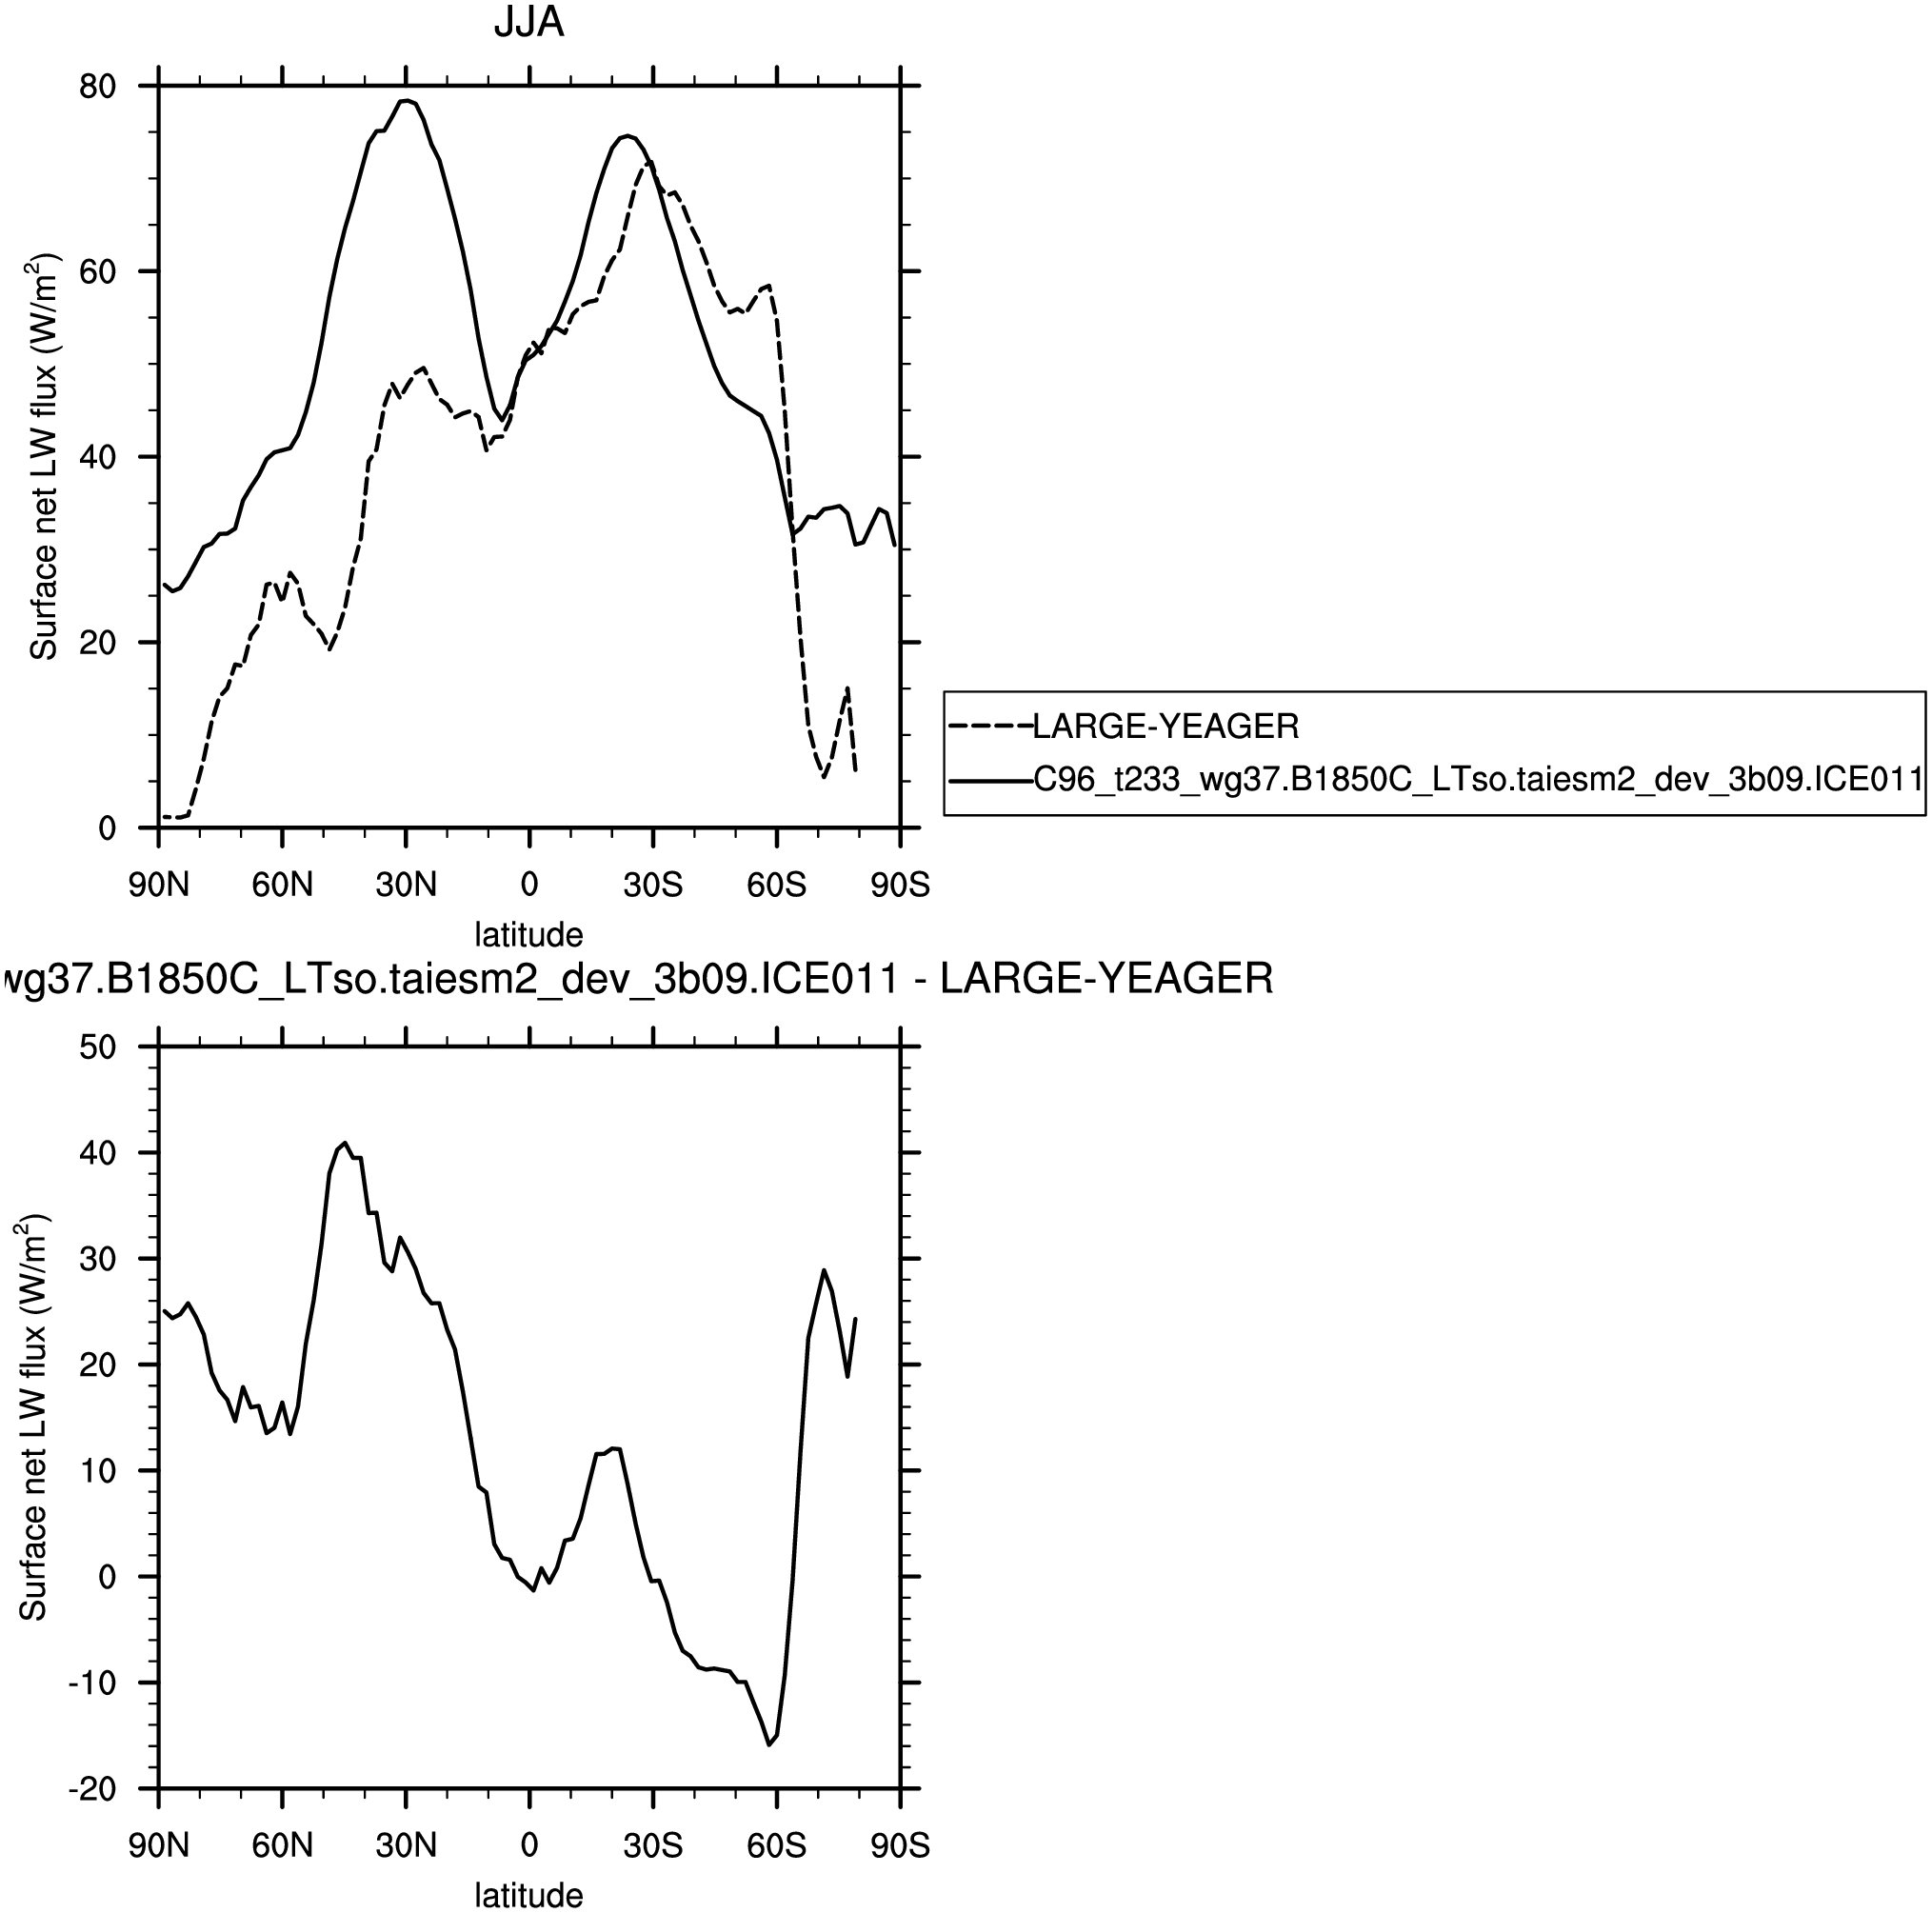 JJA
80
60
40
20
0
Surface net LW flux (W/m²)
90N 60N 30N 0 30S 60S 90S
latitude
LARGE-YEAGER
C96_t233_wg37.B1850C_LTso.taiesm2_dev_3b09.ICE011
wg37.B1850C_LTso.taiesm2_dev_3b09.ICE011 - LARGE-YEAGER
50
40
30
20
10
0
-10
-20
Surface net LW flux (W/m²)
90N 60N 30N 0 30S 60S 90S
latitude